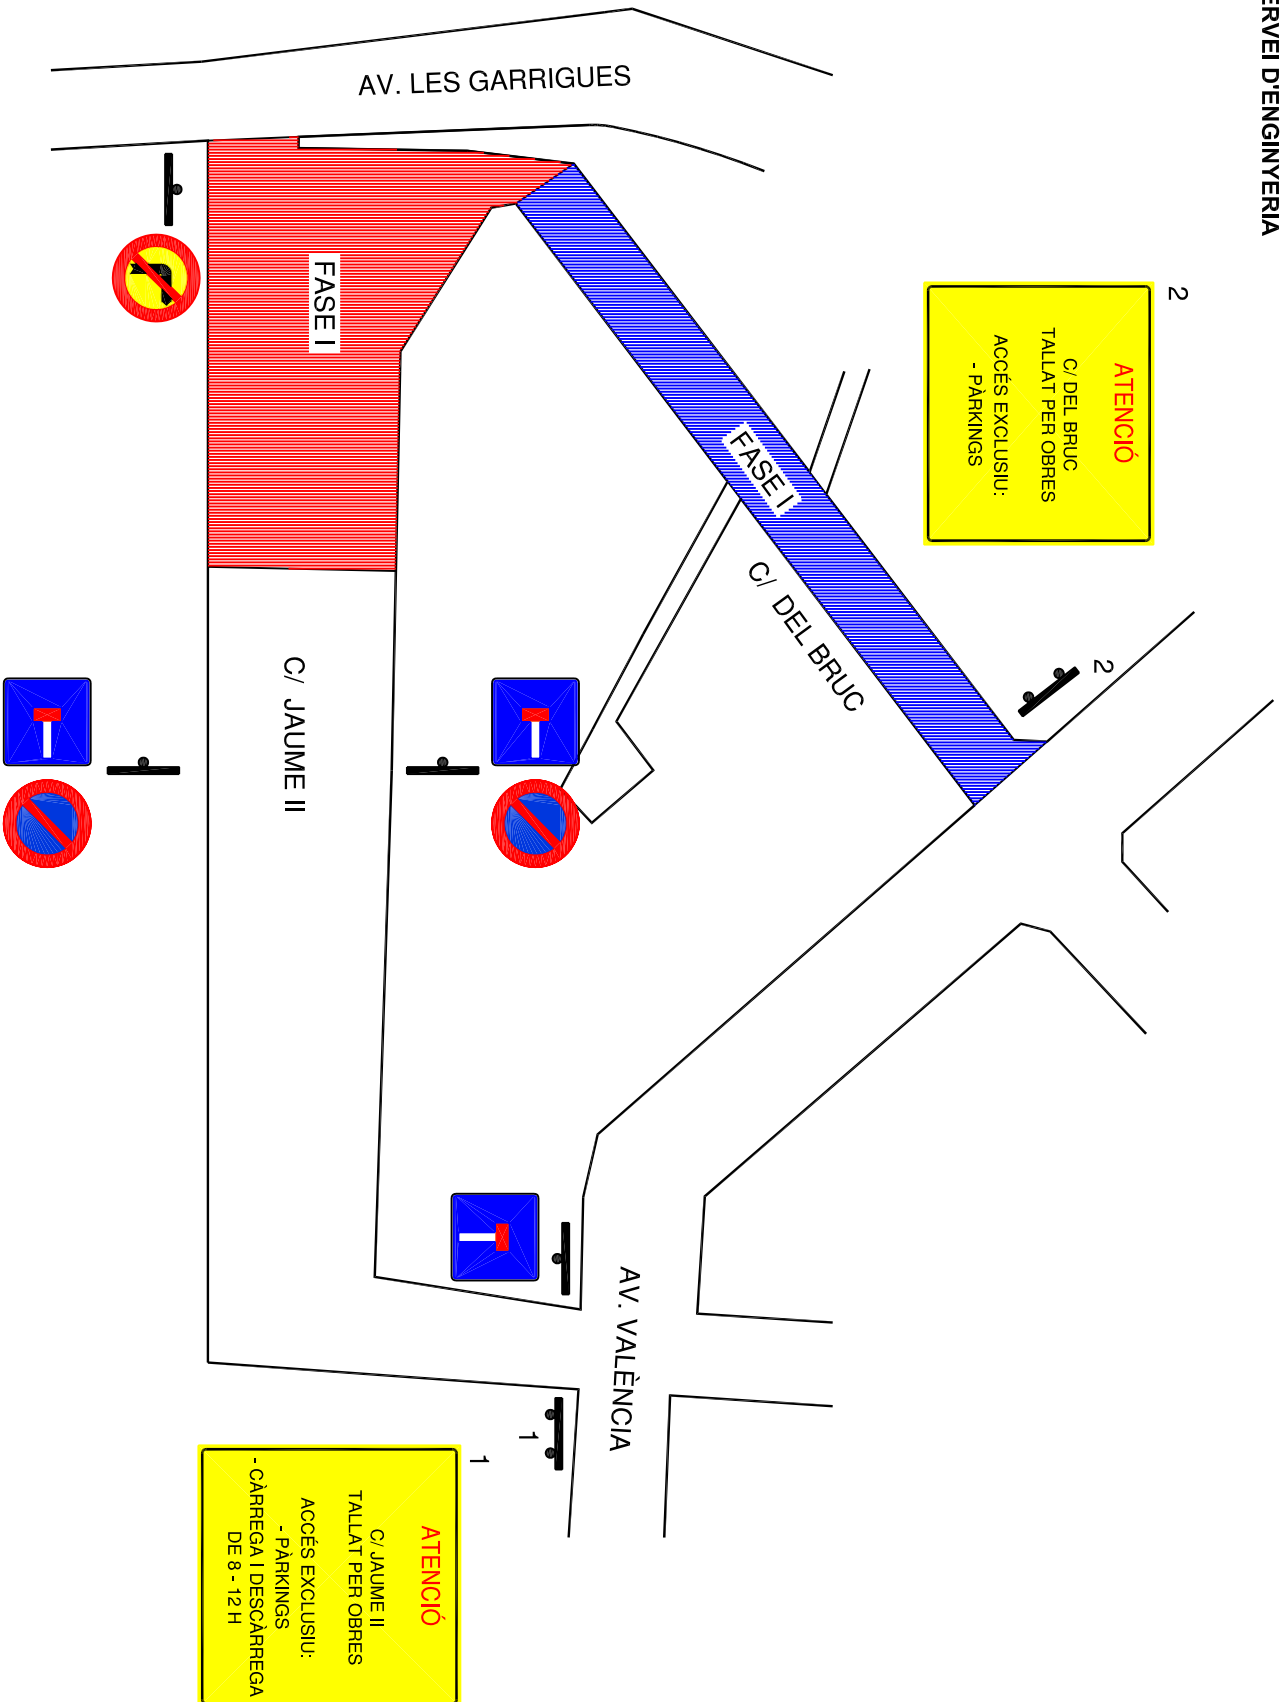 ERVEI D'ENGINYERIA
AV. LES GARRIGUES
FASE I
FASE I
C/ DEL BRUC
C/ JAUME II
AV. VALÈNCIA
2
ATENCIÓ
C/ DEL BRUC
TALLAT PER OBRES
ACCÉS EXCLUSIU:
- PÀRKINGS
2
1
1
ATENCIÓ
C/ JAUME II
TALLAT PER OBRES
ACCÉS EXCLUSIU:
- PÀRKINGS
- CÀRREGA I DESCÀRREGA
DE 8 - 12 H